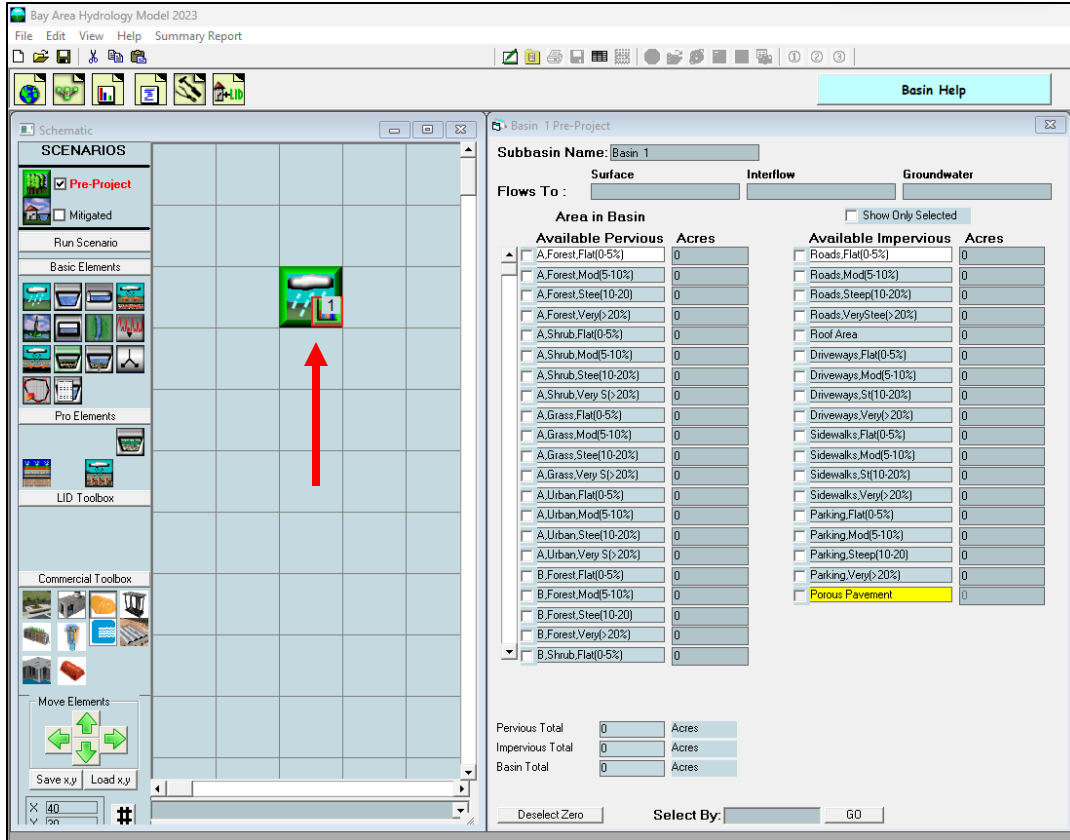 Bay Area Hydrology Model 2023
File Edit View Help Summary Report
① ② ③
+LID
Basin Help
Schematic
SCENARIOS
Pre-Project
Mitigated
Run Scenario
Basic Elements
Pro Elements
LID Toolbox
Commercial Toolbox
Move Elements
Save x,y Load x,y
X 40
#
1
Basin 1 Pre-Project
Subbasin Name: Basin 1
Surface Interflow Groundwater
Flows To :
Area in Basin Show Only Selected
Available Pervious Acres Available Impervious Acres
A,Forest,Flat(0-5%) 0 Roads,Flat(0-5%) 0
A,Forest,Mod(5-10%) 0 Roads,Mod(5-10%) 0
A,Forest,Stee(10-20) 0 Roads,Steep(10-20%) 0
A,Forest,Very(>20%) 0 Roads,VeryStee(>20%) 0
A,Shrub,Flat(0-5%) 0 Roof Area 0
A,Shrub,Mod(5-10%) 0 Driveways,Flat(0-5%) 0
A,Shrub,Stee(10-20%) 0 Driveways,Mod(5-10%) 0
A,Shrub,Very S(>20%) 0 Driveways,St(10-20%) 0
A,Grass,Flat(0-5%) 0 Driveways,Very(>20%) 0
A,Grass,Mod(5-10%) 0 Sidewalks,Flat(0-5%) 0
A,Grass,Stee(10-20%) 0 Sidewalks,Mod(5-10%) 0
A,Grass,Very S(>20%) 0 Sidewalks,St(10-20%) 0
A,Urban,Flat(0-5%) 0 Sidewalks,Very(>20%) 0
A,Urban,Mod(5-10%) 0 Parking,Flat(0-5%) 0
A,Urban,Stee(10-20%) 0 Parking,Mod(5-10%) 0
A,Urban,Very S(>20%) 0 Parking,Steep(10-20) 0
B,Forest,Flat(0-5%) 0 Parking,Very(>20%) 0
B,Forest,Mod(5-10%) 0 Porous Pavement 0
B,Forest,Stee(10-20) 0
B,Forest,Very(>20%) 0
B,Shrub,Flat(0-5%) 0
Pervious Total 0 Acres
Impervious Total 0 Acres
Basin Total 0 Acres
Deselect Zero Select By: GO